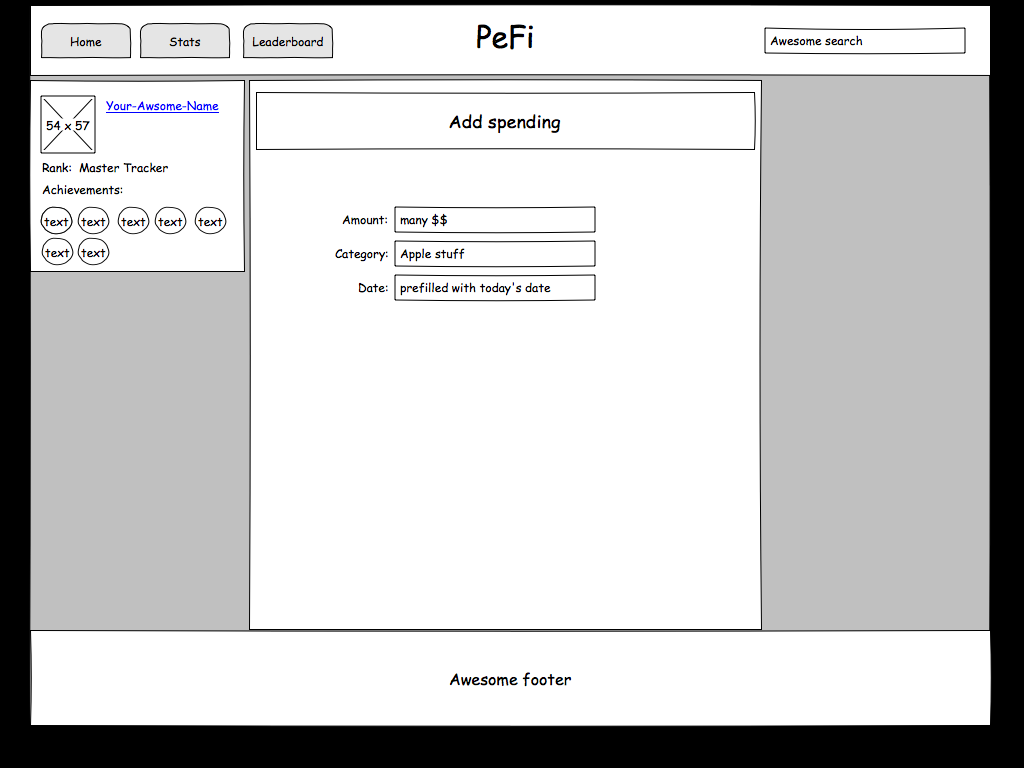 Home Stats Leaderboard PeFi Awesome search
54 x 57 Your-Awsome-Name
Rank: Master Tracker
Achievements:
text text text text text
text text
Add spending
Amount: many $$
Category: Apple stuff
Date: prefilled with today's date
Awesome footer